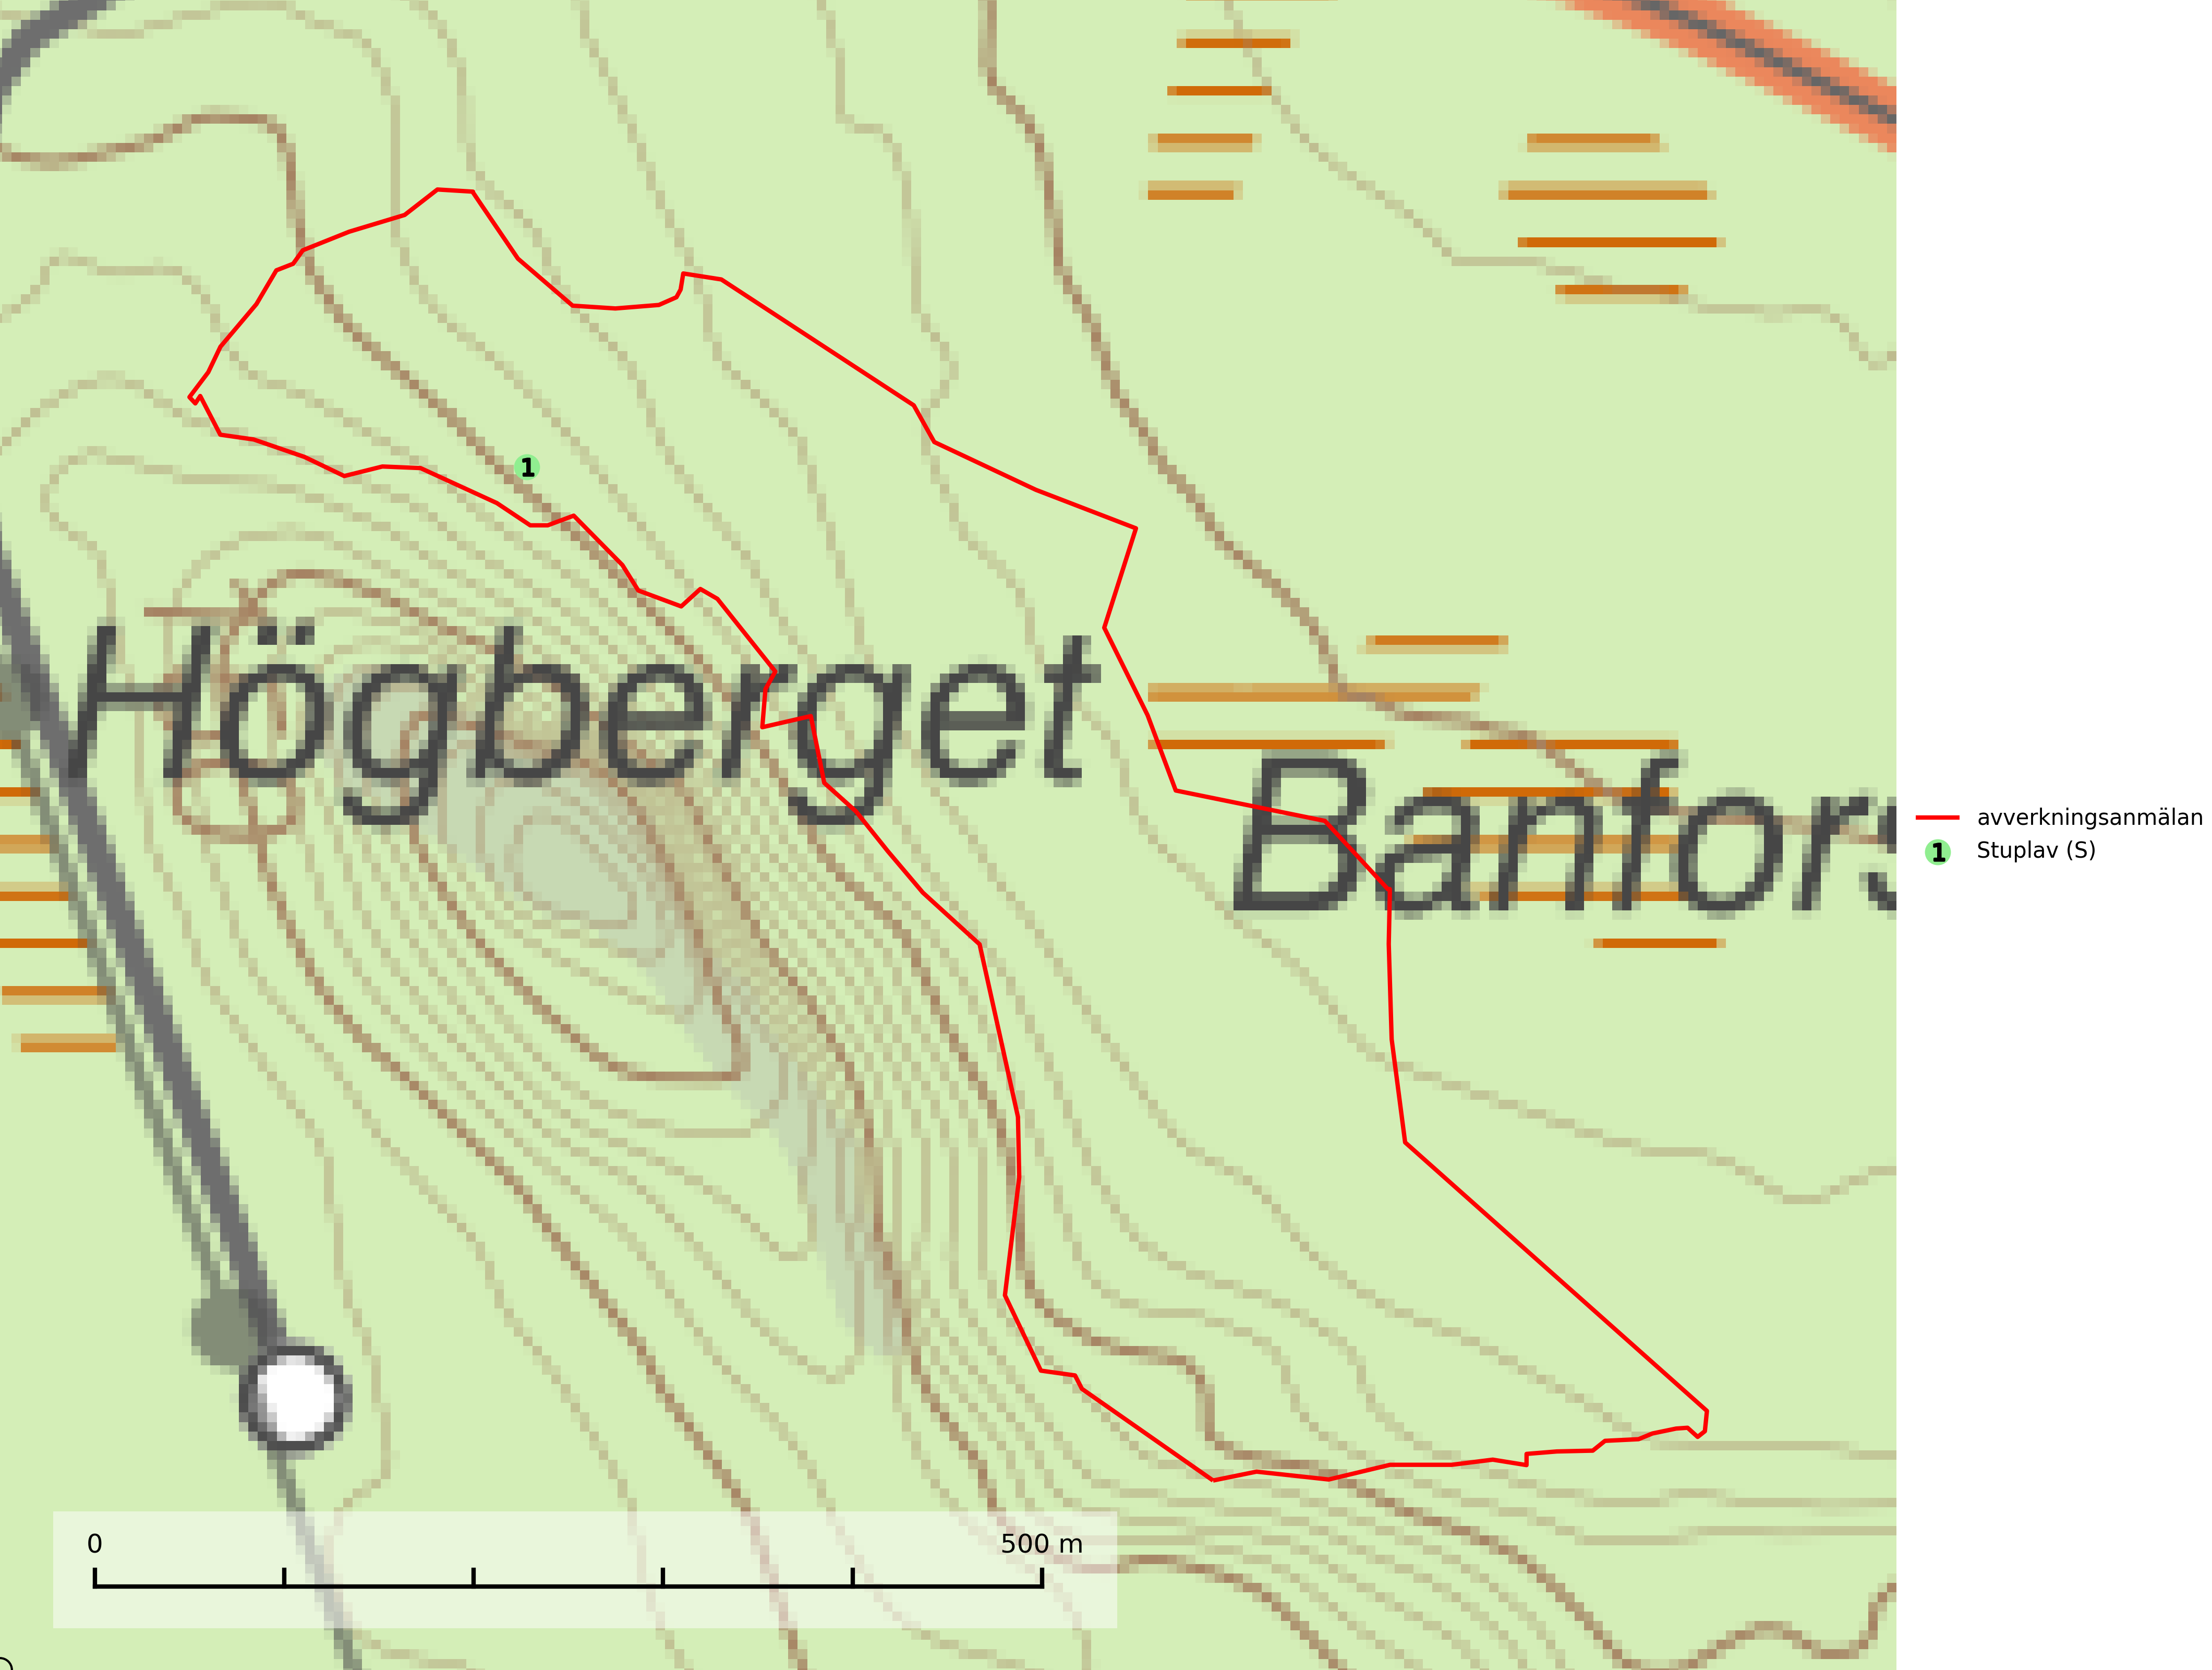 1
Högberget
Banfors
avverkningsanmälan
1 Stuplav (S)
0 500 m